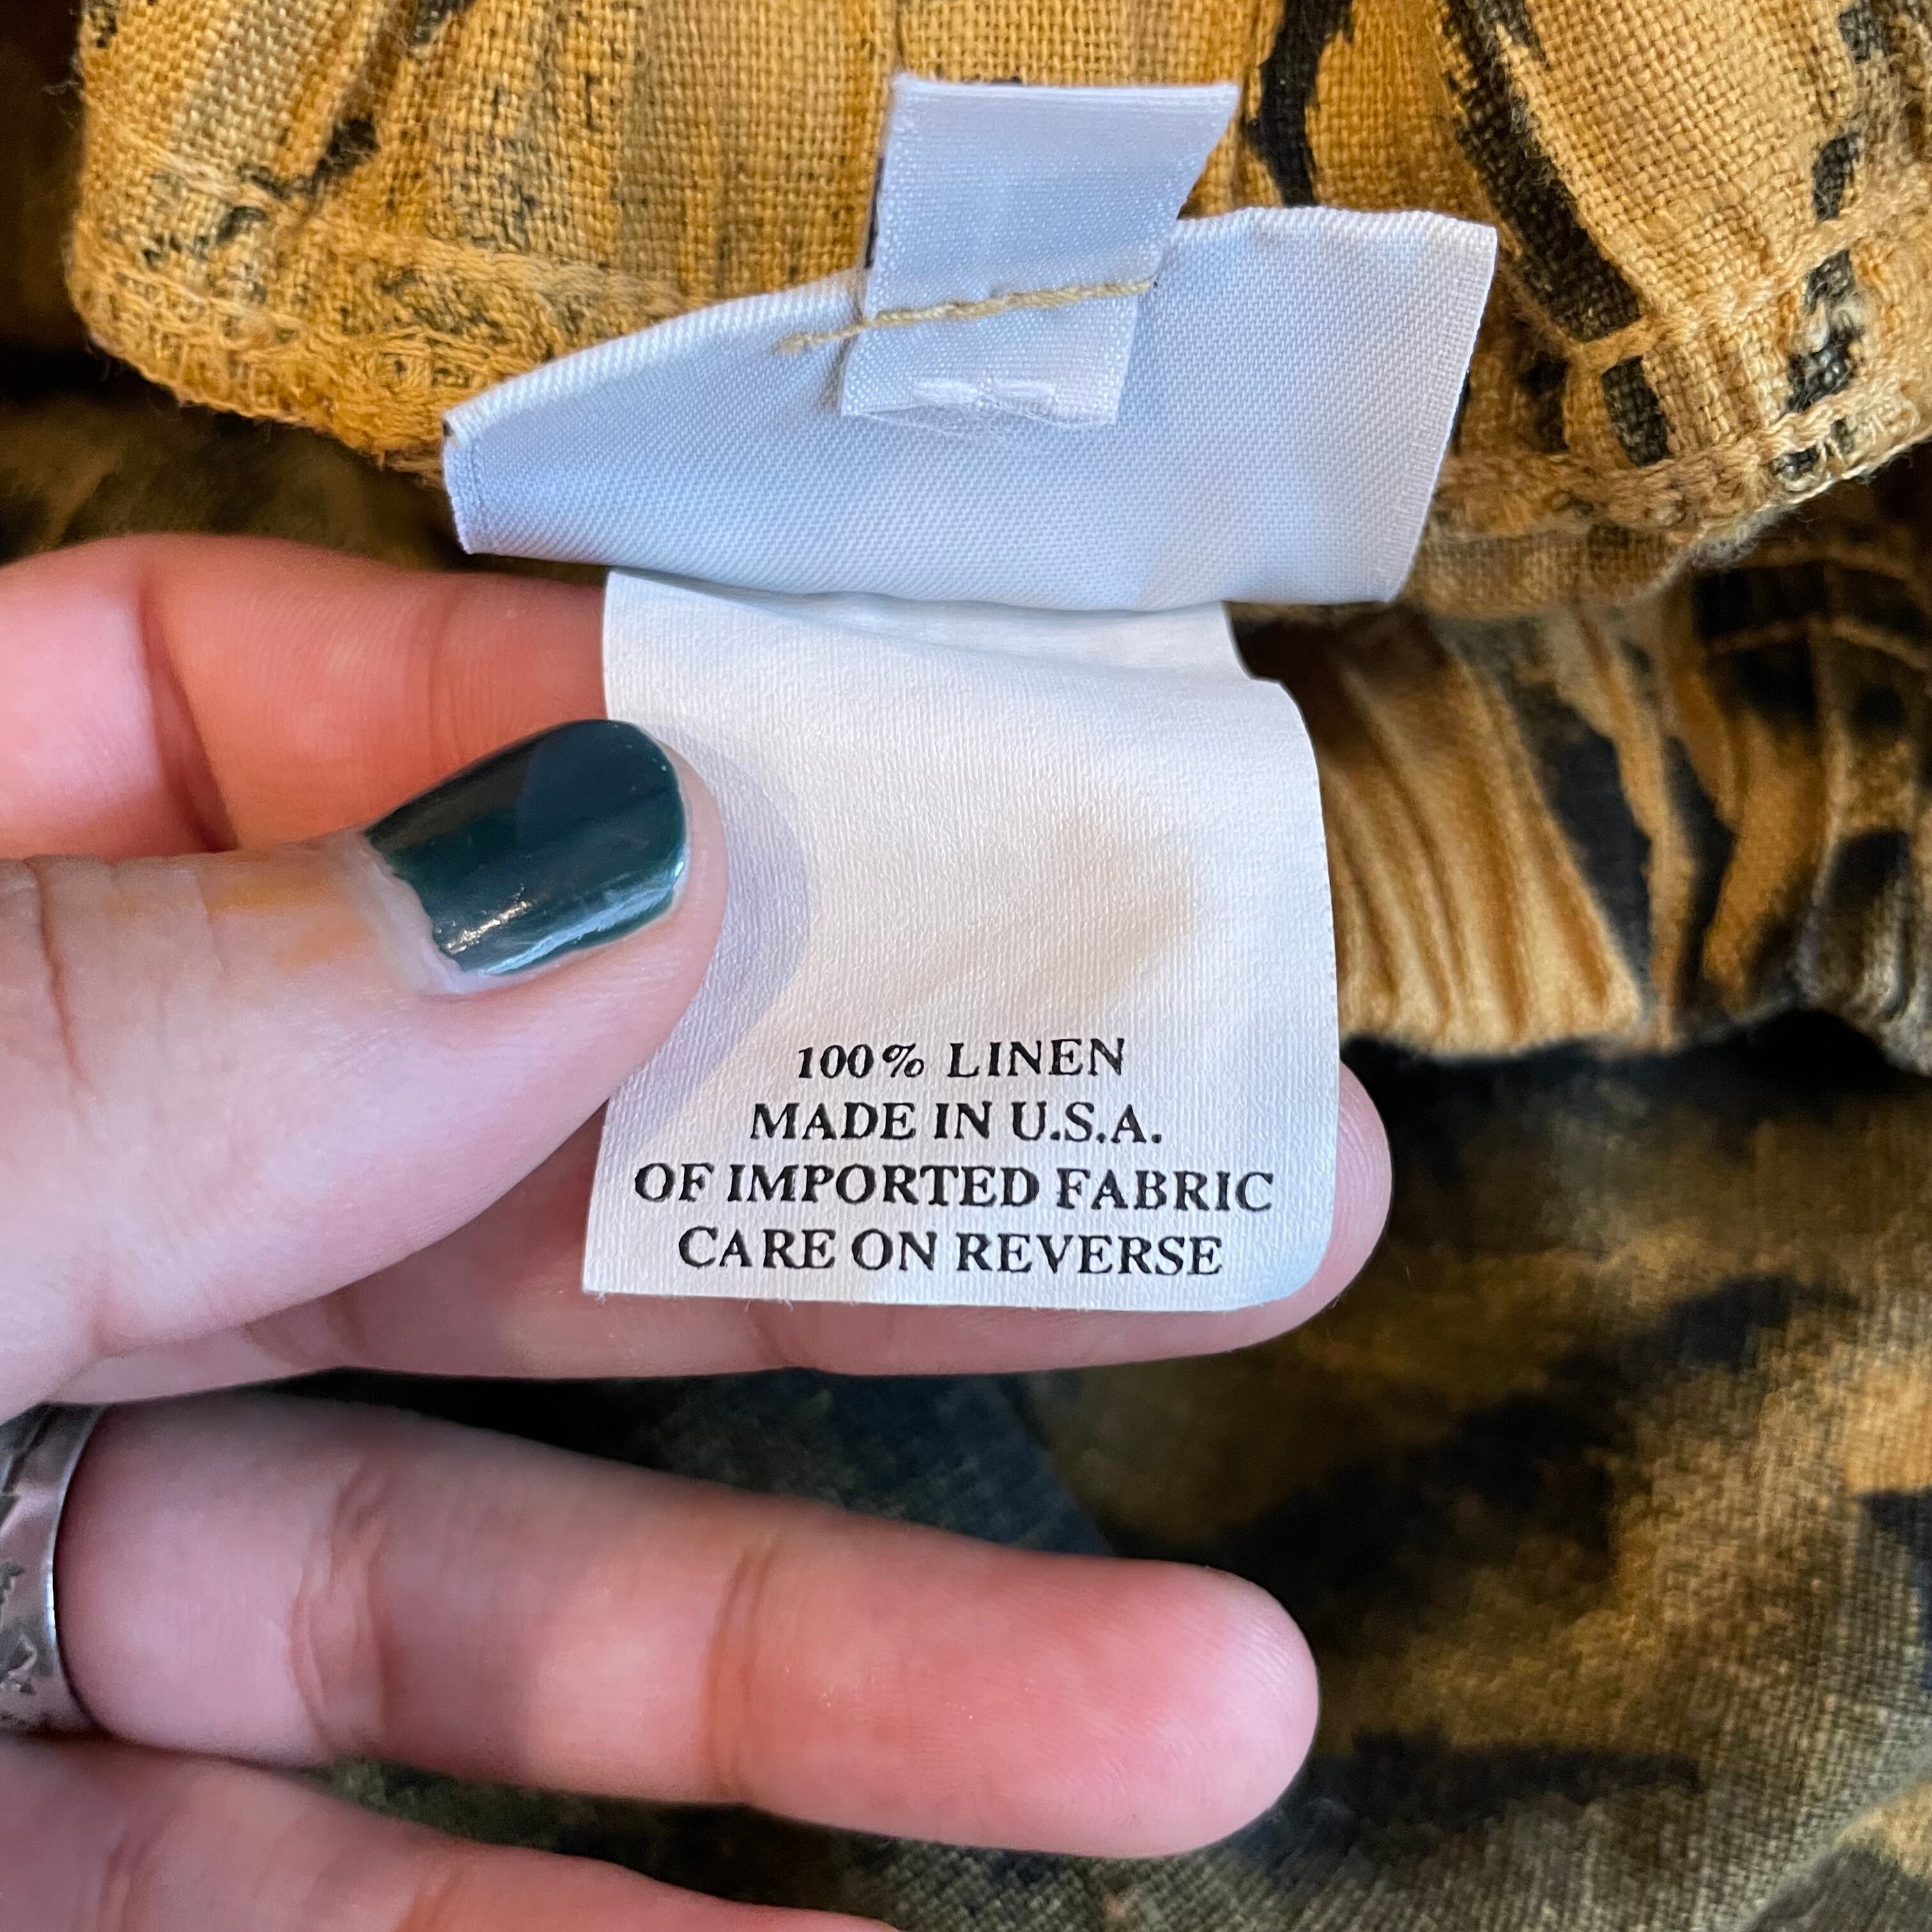 100% LINEN
MADE IN U.S.A.
OF IMPORTED FABRIC
CARE ON REVERSE